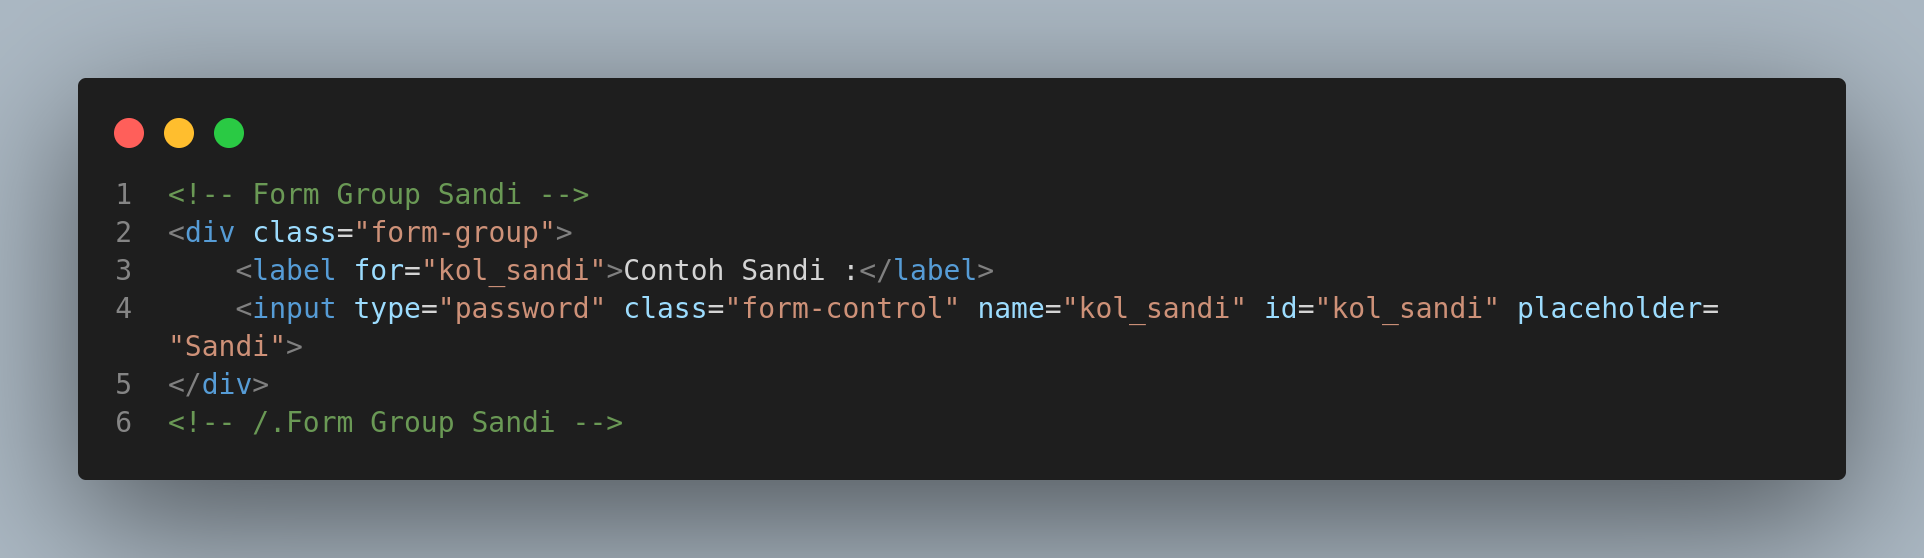 1 <!-- Form Group Sandi -->
2 <div class="form-group">
3     <label for="kol_sandi">Contoh Sandi :</label>
4     <input type="password" class="form-control" name="kol_sandi" id="kol_sandi" placeholder=
"Sandi">
5 </div>
6 <!-- /.Form Group Sandi -->